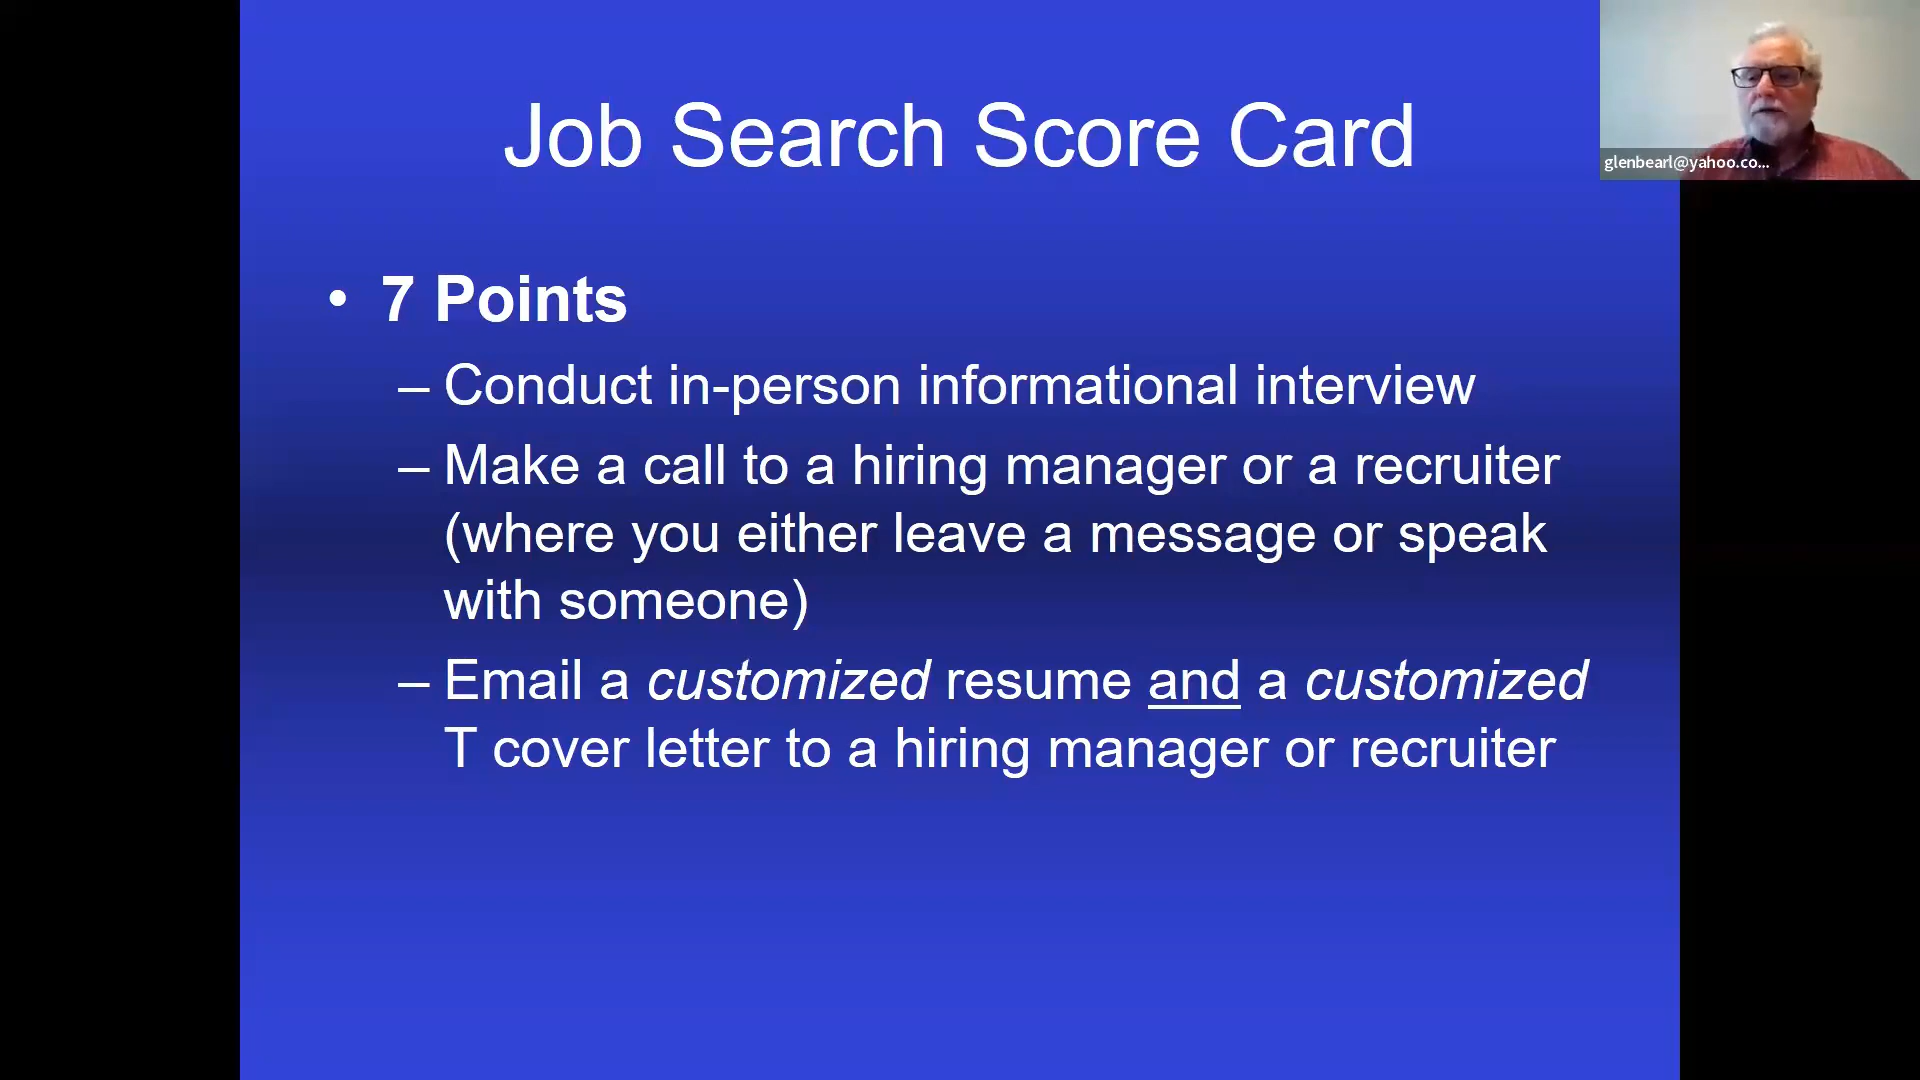 Job Search Score Card
glenbearl@yahoo.co...
• 7 Points
– Conduct in-person informational interview
– Make a call to a hiring manager or a recruiter
(where you either leave a message or speak
with someone)
– Email a customized resume and a customized
T cover letter to a hiring manager or recruiter